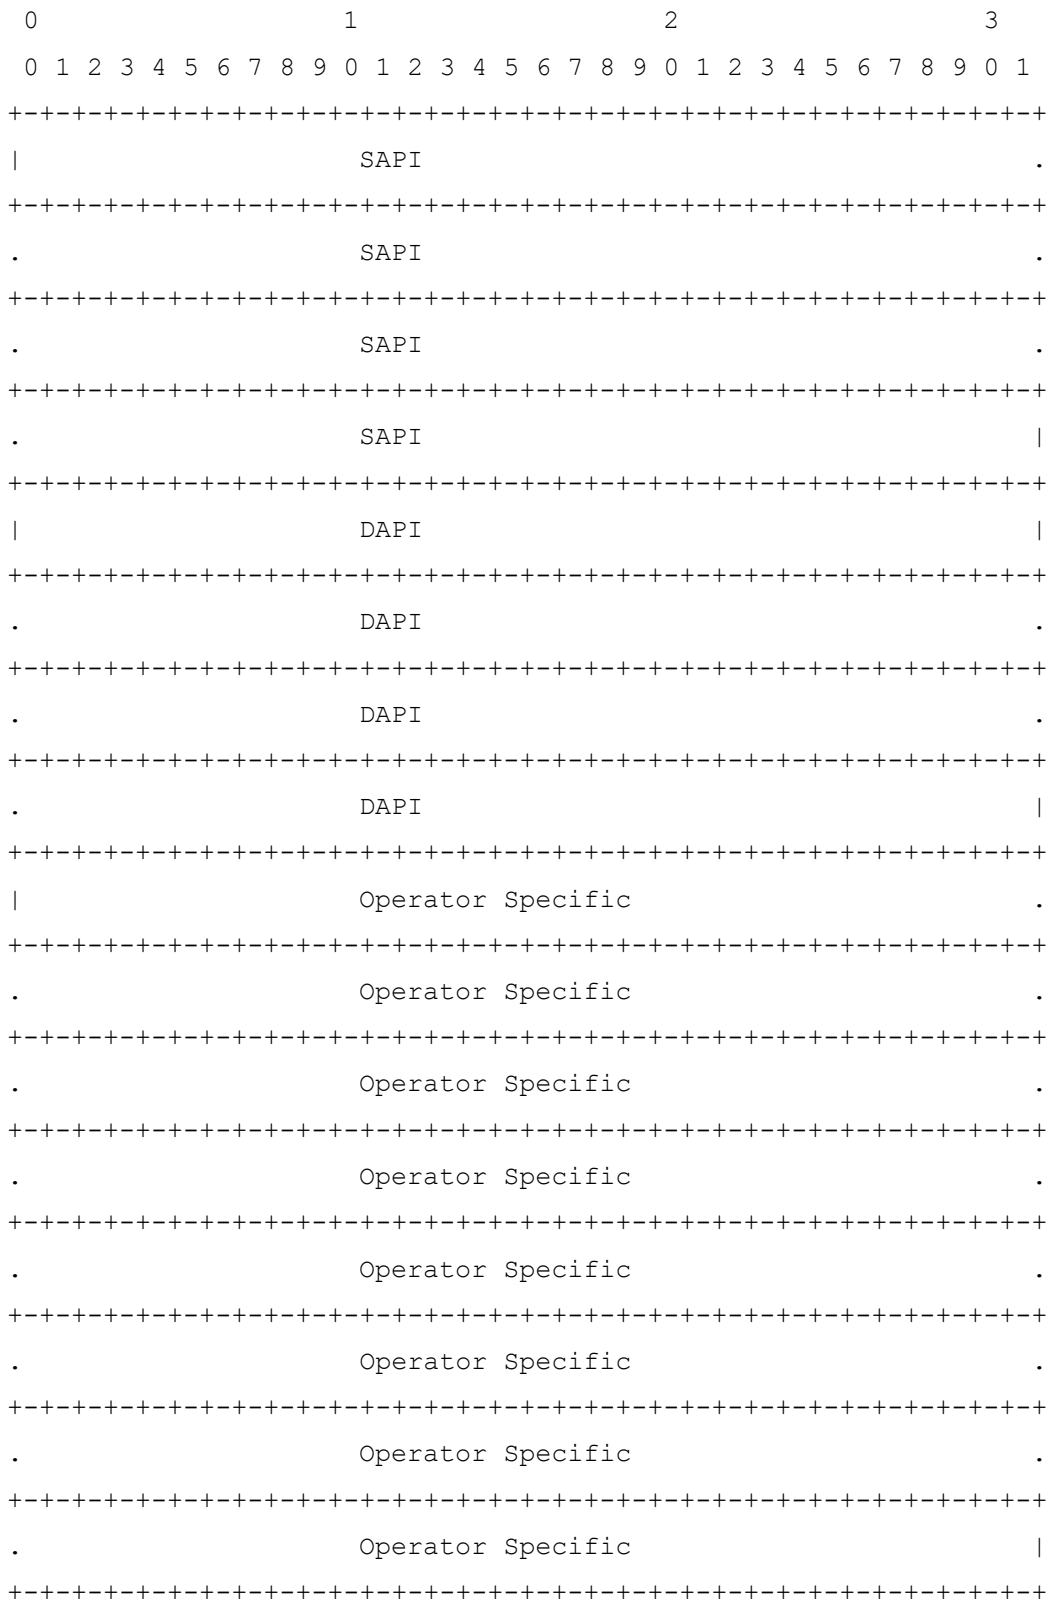 0                   1                   2                   3
 0 1 2 3 4 5 6 7 8 9 0 1 2 3 4 5 6 7 8 9 0 1 2 3 4 5 6 7 8 9 0 1
+-+-+-+-+-+-+-+-+-+-+-+-+-+-+-+-+-+-+-+-+-+-+-+-+-+-+-+-+-+-+-+-+
|                     SAPI                                      .
+-+-+-+-+-+-+-+-+-+-+-+-+-+-+-+-+-+-+-+-+-+-+-+-+-+-+-+-+-+-+-+-+
.                     SAPI                                      .
+-+-+-+-+-+-+-+-+-+-+-+-+-+-+-+-+-+-+-+-+-+-+-+-+-+-+-+-+-+-+-+-+
.                     SAPI                                      .
+-+-+-+-+-+-+-+-+-+-+-+-+-+-+-+-+-+-+-+-+-+-+-+-+-+-+-+-+-+-+-+-+
.                     SAPI                                      |
+-+-+-+-+-+-+-+-+-+-+-+-+-+-+-+-+-+-+-+-+-+-+-+-+-+-+-+-+-+-+-+-+
|                     DAPI                                      |
+-+-+-+-+-+-+-+-+-+-+-+-+-+-+-+-+-+-+-+-+-+-+-+-+-+-+-+-+-+-+-+-+
.                     DAPI                                      .
+-+-+-+-+-+-+-+-+-+-+-+-+-+-+-+-+-+-+-+-+-+-+-+-+-+-+-+-+-+-+-+-+
.                     DAPI                                      .
+-+-+-+-+-+-+-+-+-+-+-+-+-+-+-+-+-+-+-+-+-+-+-+-+-+-+-+-+-+-+-+-+
.                     DAPI                                      |
+-+-+-+-+-+-+-+-+-+-+-+-+-+-+-+-+-+-+-+-+-+-+-+-+-+-+-+-+-+-+-+-+
|                     Operator Specific                         .
+-+-+-+-+-+-+-+-+-+-+-+-+-+-+-+-+-+-+-+-+-+-+-+-+-+-+-+-+-+-+-+-+
.                     Operator Specific                         .
+-+-+-+-+-+-+-+-+-+-+-+-+-+-+-+-+-+-+-+-+-+-+-+-+-+-+-+-+-+-+-+-+
.                     Operator Specific                         .
+-+-+-+-+-+-+-+-+-+-+-+-+-+-+-+-+-+-+-+-+-+-+-+-+-+-+-+-+-+-+-+-+
.                     Operator Specific                         .
+-+-+-+-+-+-+-+-+-+-+-+-+-+-+-+-+-+-+-+-+-+-+-+-+-+-+-+-+-+-+-+-+
.                     Operator Specific                         .
+-+-+-+-+-+-+-+-+-+-+-+-+-+-+-+-+-+-+-+-+-+-+-+-+-+-+-+-+-+-+-+-+
.                     Operator Specific                         .
+-+-+-+-+-+-+-+-+-+-+-+-+-+-+-+-+-+-+-+-+-+-+-+-+-+-+-+-+-+-+-+-+
.                     Operator Specific                         .
+-+-+-+-+-+-+-+-+-+-+-+-+-+-+-+-+-+-+-+-+-+-+-+-+-+-+-+-+-+-+-+-+
.                     Operator Specific                         |
+-+-+-+-+-+-+-+-+-+-+-+-+-+-+-+-+-+-+-+-+-+-+-+-+-+-+-+-+-+-+-+-+